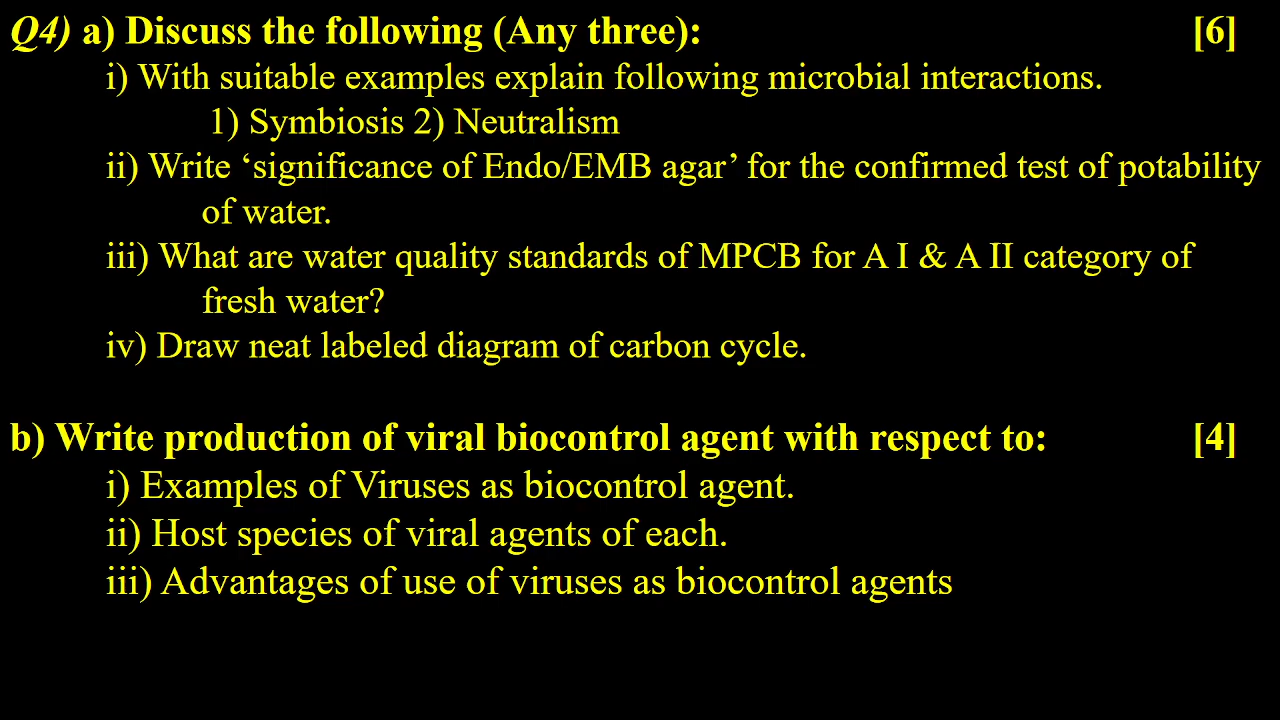 Q4) a) Discuss the following (Any three): [6]
i) With suitable examples explain following microbial interactions.
1) Symbiosis 2) Neutralism
ii) Write ‘significance of Endo/EMB agar’ for the confirmed test of potability
of water.
iii) What are water quality standards of MPCB for A I & A II category of
fresh water?
iv) Draw neat labeled diagram of carbon cycle.
b) Write production of viral biocontrol agent with respect to: [4]
i) Examples of Viruses as biocontrol agent.
ii) Host species of viral agents of each.
iii) Advantages of use of viruses as biocontrol agents